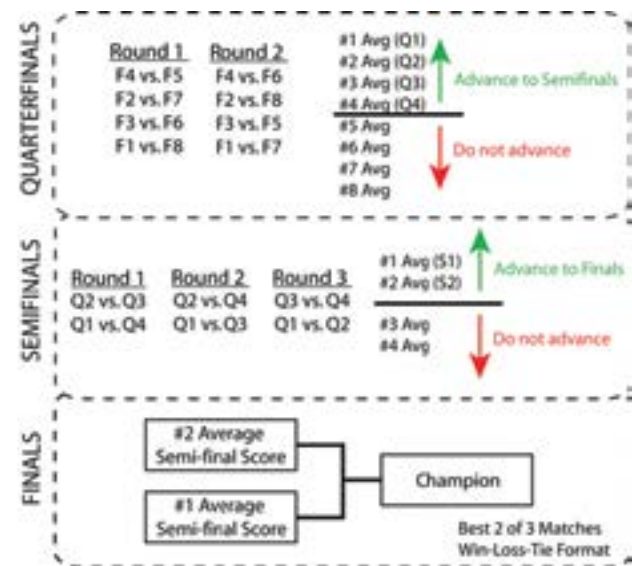 QUARTERFINALS
Round 1
F4 vs. F5
F2 vs. F7
F3 vs. F6
F1 vs. F8
Round 2
F4 vs. F6
F2 vs. F8
F3 vs. F5
F1 vs. F7
#1 Avg (Q1)
#2 Avg (Q2)
#3 Avg (Q3)
#4 Avg (Q4)
#5 Avg
#6 Avg
#7 Avg
#8 Avg
Advance to Semifinals
Do not advance
SEMIFINALS
Round 1
Q2 vs. Q3
Q1 vs. Q4
Round 2
Q2 vs. Q4
Q1 vs. Q3
Round 3
Q3 vs. Q4
Q1 vs. Q2
#1 Avg (S1)
#2 Avg (S2)
#3 Avg
#4 Avg
Advance to Finals
Do not advance
FINALS
#2 Average
Semi-final Score
#1 Average
Semi-final Score
Champion
Best 2 of 3 Matches
Win-Loss-Tie Format